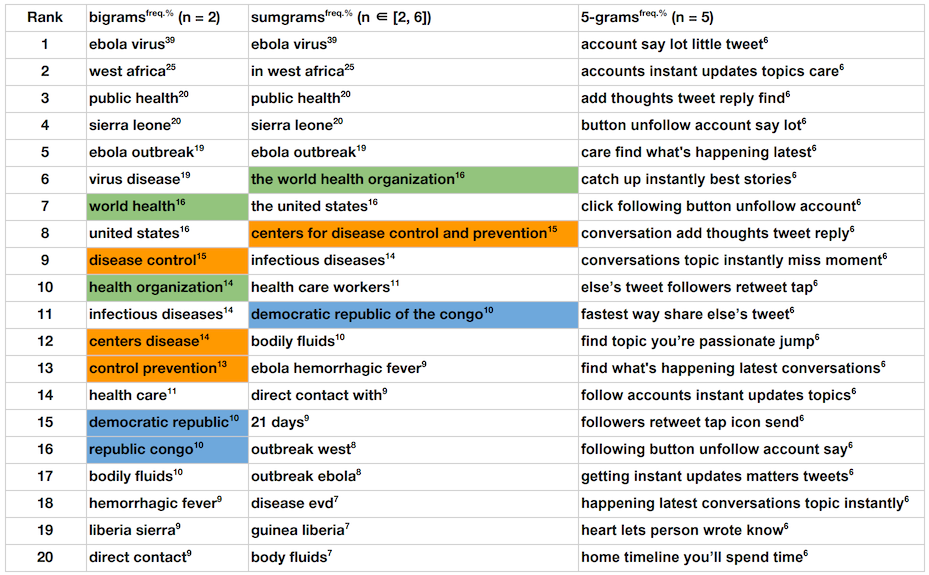 Rank bigrams^freq.% (n = 2) sumgrams^freq.% (n ∈ [2, 6]) 5-grams^freq.% (n = 5)
1 ebola virus^39 ebola virus^39 account say lot little tweet^6
2 west africa^25 in west africa^25 accounts instant updates topics care^6
3 public health^20 public health^20 add thoughts tweet reply find^6
4 sierra leone^20 sierra leone^20 button unfollow account say lot^6
5 ebola outbreak^19 ebola outbreak^19 care find what's happening latest^6
6 virus disease^19 the world health organization^16 catch up instantly best stories^6
7 world health^16 the united states^16 click following button unfollow account^6
8 united states^16 centers for disease control and prevention^15 conversation add thoughts tweet reply^6
9 disease control^15 infectious diseases^14 conversations topic instantly miss moment^6
10 health organization^14 health care workers^11 else’s tweet followers retweet tap^6
11 infectious diseases^14 democratic republic of the congo^10 fastest way share else’s tweet^6
12 centers disease^14 bodily fluids^10 find topic you’re passionate jump^6
13 control prevention^13 ebola hemorrhagic fever^9 find what's happening latest conversations^6
14 health care^11 direct contact with^9 follow accounts instant updates topics^6
15 democratic republic^10 21 days^9 followers retweet tap icon send^6
16 republic congo^10 outbreak west^8 following button unfollow account say^6
17 bodily fluids^10 outbreak ebola^8 getting instant updates matters tweets^6
18 hemorrhagic fever^9 disease evd^7 happening latest conversations topic instantly^6
19 liberia sierra^9 guinea liberia^7 heart lets person wrote know^6
20 direct contact^9 body fluids^7 home timeline you’ll spend time^6